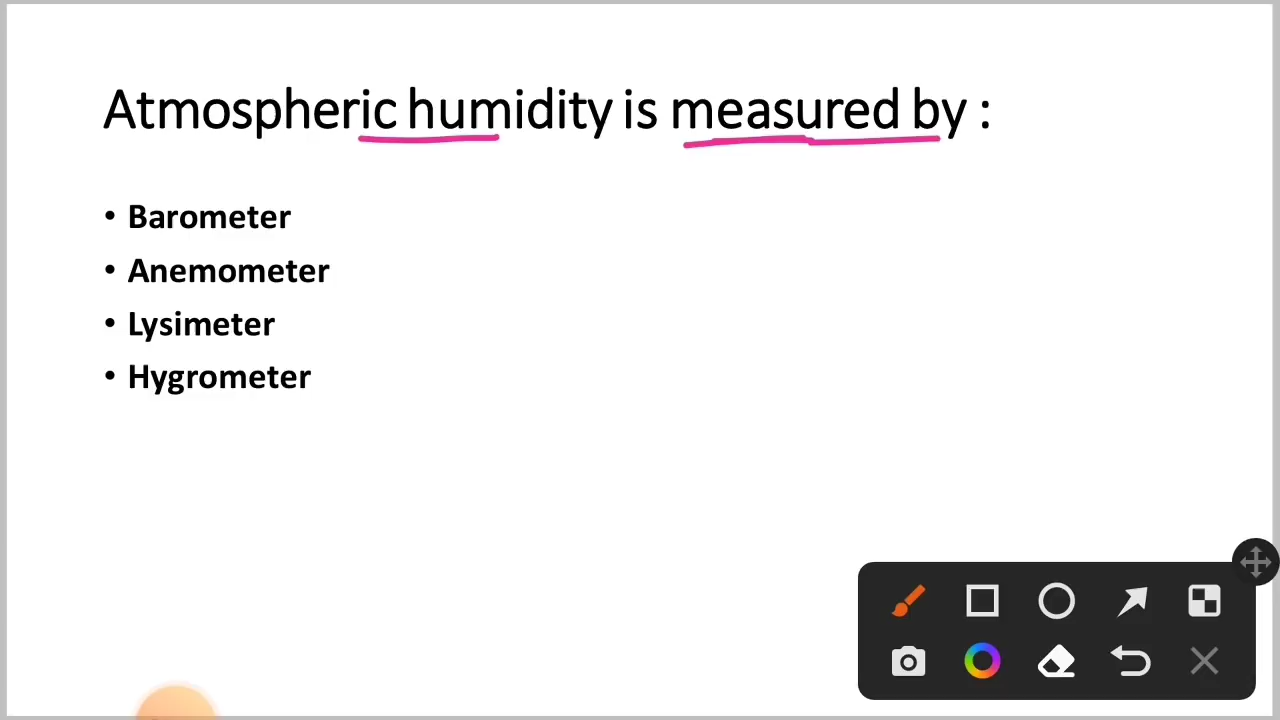 Atmospheric humidity is measured by :
• Barometer
• Anemometer
• Lysimeter
• Hygrometer